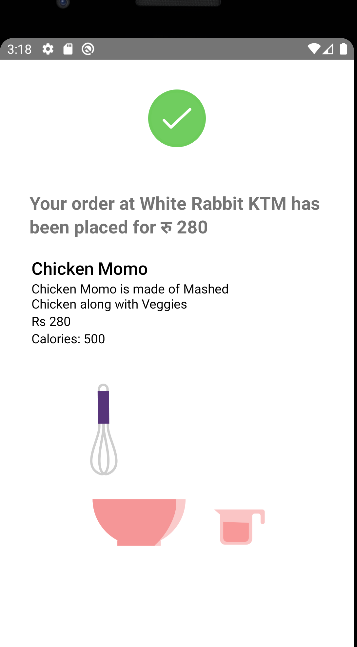 3:18
Your order at White Rabbit KTM has
been placed for रु 280
Chicken Momo
Chicken Momo is made of Mashed
Chicken along with Veggies
Rs 280
Calories: 500